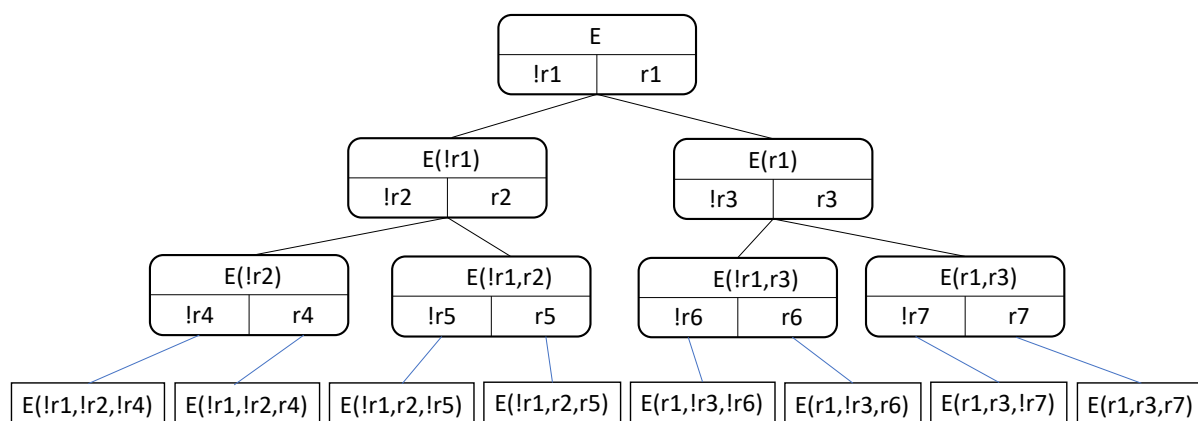 E
!r1 r1
E(!r1) E(r1)
!r2 r2 !r3 r3
E(!r2) E(!r1,r2) E(!r1,r3) E(r1,r3)
!r4 r4 !r5 r5 !r6 r6 !r7 r7
E(!r1,!r2,!r4) E(!r1,!r2,r4) E(!r1,r2,!r5) E(!r1,r2,r5) E(r1,!r3,!r6) E(r1,!r3,r6) E(r1,r3,!r7) E(r1,r3,r7)